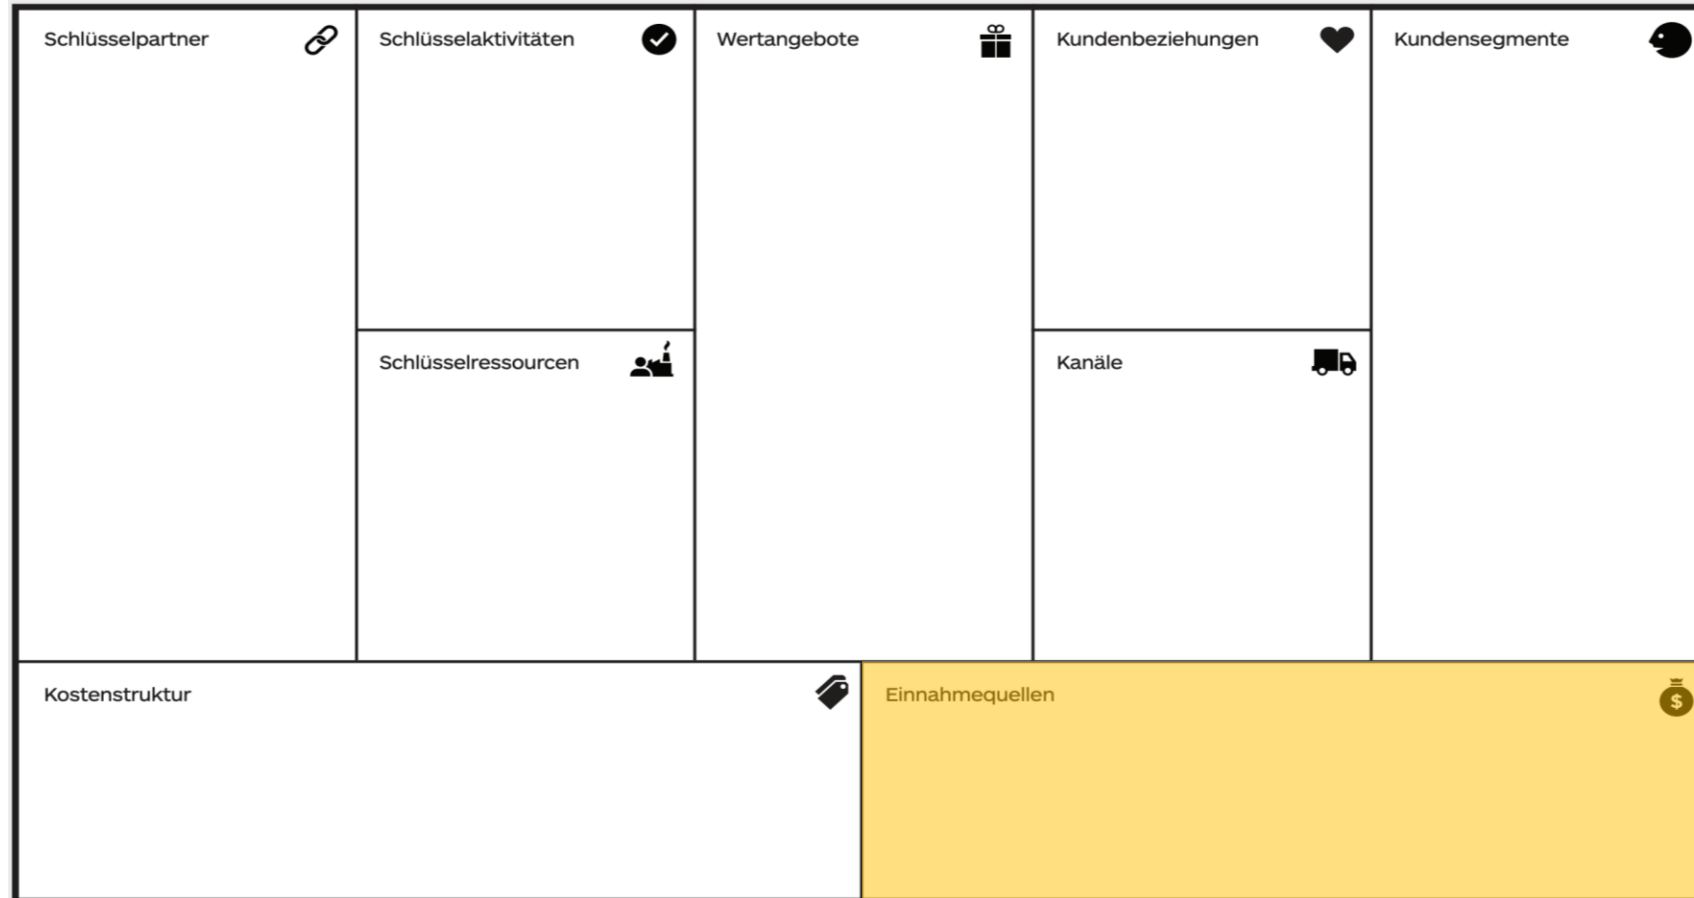 Schlüsselpartner
Schlüsselaktivitäten
Wertangebote
Kundenbeziehungen
Kundensegmente
Schlüsselressourcen
Kanäle
Kostenstruktur
Einnahmequellen
$